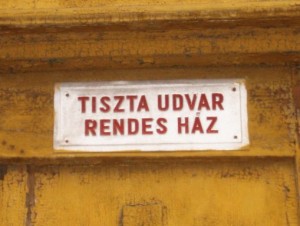 TISZTA UDVAR
RENDES HÁZ